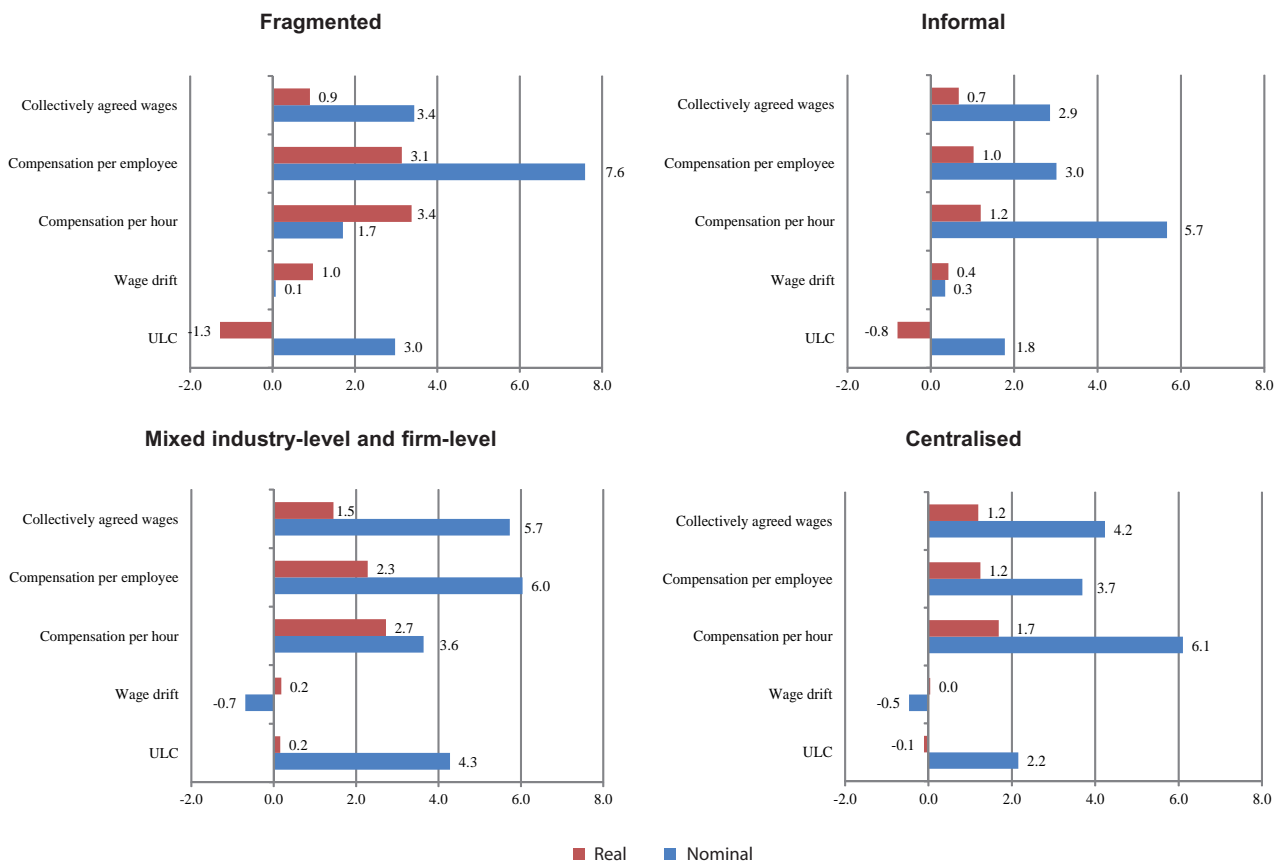 Fragmented
-2.0 0.0 2.0 4.0 6.0 8.0
Collectively agreed wages 0.9
3.4
Compensation per employee 3.1
7.6
Compensation per hour 3.4
1.7
Wage drift 1.0
0.1
ULC -1.3
3.0
Informal
-2.0 0.0 2.0 4.0 6.0 8.0
Collectively agreed wages 0.7
2.9
Compensation per employee 1.0
3.0
Compensation per hour 1.2
5.7
Wage drift 0.4
0.3
ULC -0.8
1.8
Mixed industry-level and firm-level
Collectively agreed wages 1.5
5.7
Compensation per employee 2.3
6.0
Compensation per hour 2.7
3.6
Wage drift 0.2
-0.7
ULC 0.2
4.3
-2.0 0.0 2.0 4.0 6.0 8.0
Centralised
Collectively agreed wages 1.2
4.2
Compensation per employee 1.2
3.7
Compensation per hour 1.7
6.1
Wage drift 0.0
-0.5
ULC -0.1
2.2
-2.0 0.0 2.0 4.0 6.0 8.0
Real Nominal